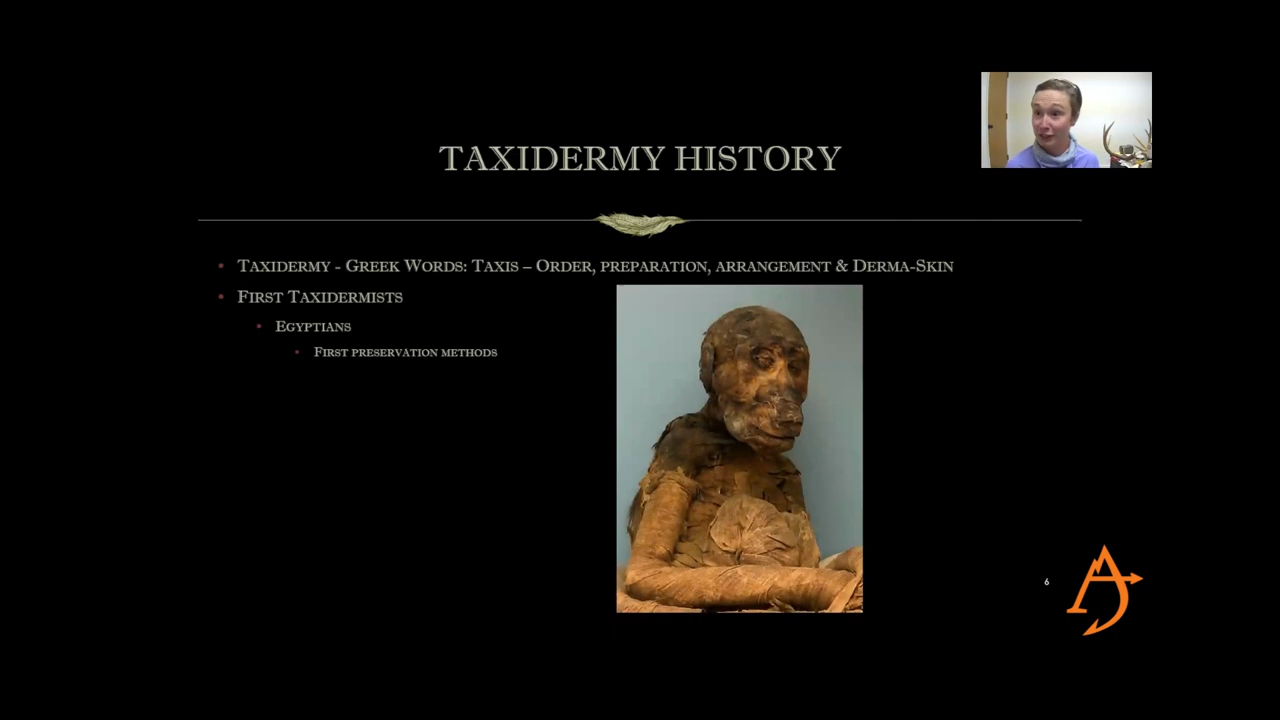 TAXIDERMY HISTORY
• TAXIDERMY - GREEK WORDS: TAXIS – ORDER, PREPARATION, ARRANGEMENT & DERMA-SKIN
• FIRST TAXIDERMISTS
• EGYPTIANS
• FIRST PRESERVATION METHODS
6